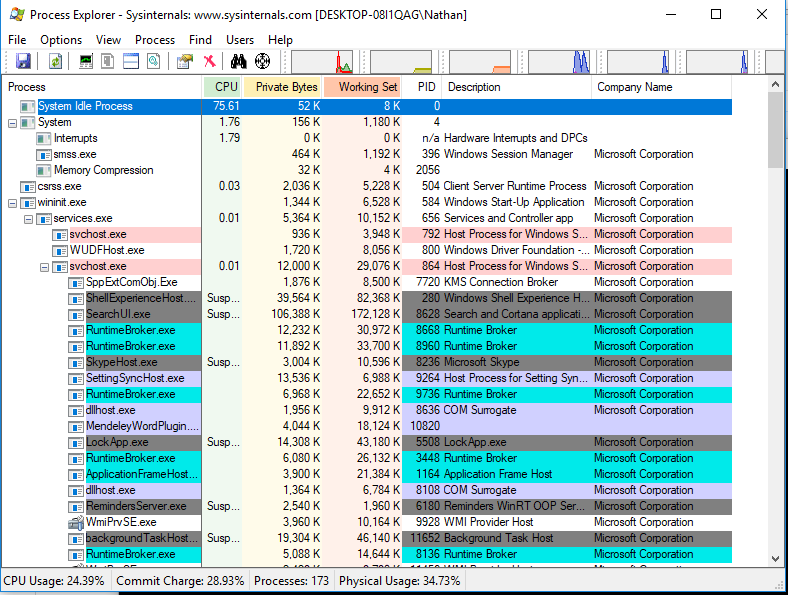 Process Explorer - Sysinternals: www.sysinternals.com [DESKTOP-08I1QAG\Nathan]
File Options View Process Find Users Help
Process CPU Private Bytes Working Set PID Description Company Name
System Idle Process 75.61 52 K 8 K 0
System 1.76 156 K 1,180 K 4
Interrupts 1.79 0 K 0 K n/a Hardware Interrupts and DPCs
smss.exe 464 K 1,192 K 396 Windows Session Manager Microsoft Corporation
Memory Compression 32 K 4 K 2056
csrss.exe 0.03 2,036 K 5,228 K 504 Client Server Runtime Process Microsoft Corporation
wininit.exe 1,344 K 6,528 K 584 Windows Start-Up Application Microsoft Corporation
services.exe 0.01 5,364 K 10,152 K 656 Services and Controller app Microsoft Corporation
svchost.exe 936 K 3,948 K 792 Host Process for Windows S... Microsoft Corporation
WUDFHost.exe 1,720 K 8,056 K 800 Windows Driver Foundation -... Microsoft Corporation
svchost.exe 0.01 12,000 K 29,076 K 864 Host Process for Windows S... Microsoft Corporation
SppExtComObj.Exe 1,876 K 8,500 K 7720 KMS Connection Broker Microsoft Corporation
ShellExperienceHost.... Susp... 39,564 K 82,368 K 280 Windows Shell Experience H... Microsoft Corporation
SearchUI.exe Susp... 106,388 K 172,128 K 8628 Search and Cortana applicati... Microsoft Corporation
RuntimeBroker.exe 12,232 K 30,972 K 8668 Runtime Broker Microsoft Corporation
RuntimeBroker.exe 11,892 K 33,700 K 8960 Runtime Broker Microsoft Corporation
SkypeHost.exe Susp... 3,004 K 10,596 K 8236 Microsoft Skype Microsoft Corporation
SettingSyncHost.exe 13,536 K 6,988 K 9264 Host Process for Setting Syn... Microsoft Corporation
RuntimeBroker.exe 6,968 K 22,652 K 9736 Runtime Broker Microsoft Corporation
dllhost.exe 1,956 K 9,912 K 8636 COM Surrogate Microsoft Corporation
MendeleyWordPlugin.... 4,044 K 18,124 K 10820
LockApp.exe Susp... 14,308 K 43,180 K 5508 LockApp.exe Microsoft Corporation
RuntimeBroker.exe 6,080 K 26,132 K 3448 Runtime Broker Microsoft Corporation
ApplicationFrameHost... 3,900 K 21,384 K 1164 Application Frame Host Microsoft Corporation
dllhost.exe 1,364 K 6,784 K 8108 COM Surrogate Microsoft Corporation
RemindersServer.exe Susp... 2,540 K 1,960 K 6180 Reminders WinRT OOP Ser... Microsoft Corporation
WmiPrvSE.exe 3,960 K 10,164 K 9928 WMI Provider Host Microsoft Corporation
backgroundTaskHost... Susp... 19,304 K 46,140 K 11652 Background Task Host Microsoft Corporation
RuntimeBroker.exe 5,088 K 14,644 K 8136 Runtime Broker Microsoft Corporation
CPU Usage: 24.39% Commit Charge: 28.93% Processes: 173 Physical Usage: 34.73%